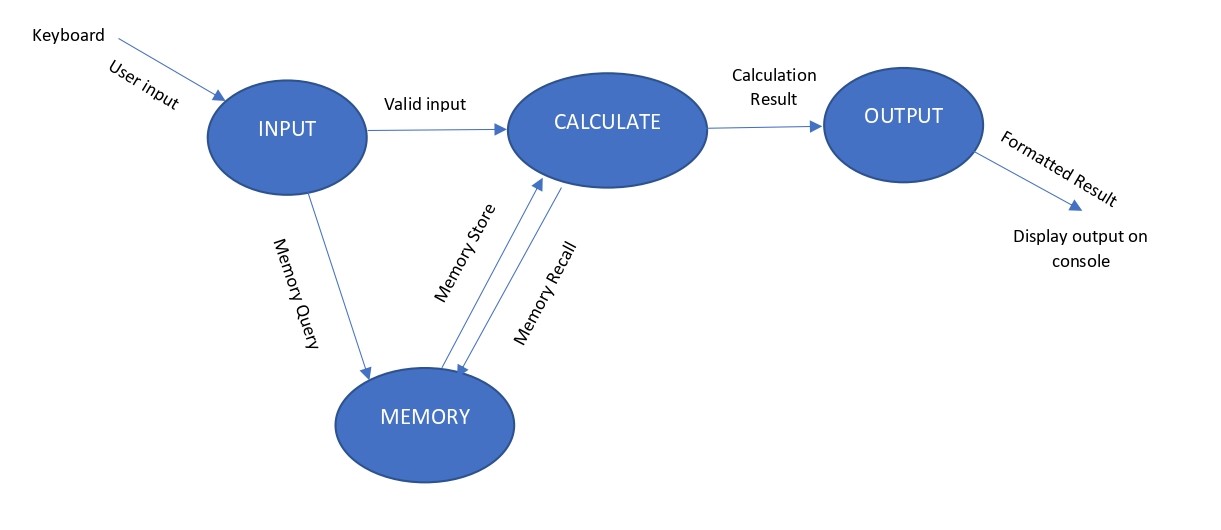 Keyboard
User input
INPUT
Valid input
CALCULATE
Calculation
Result
OUTPUT
Formatted Result
Display output on
console
Memory Query
Memory Store
Memory Recall
MEMORY